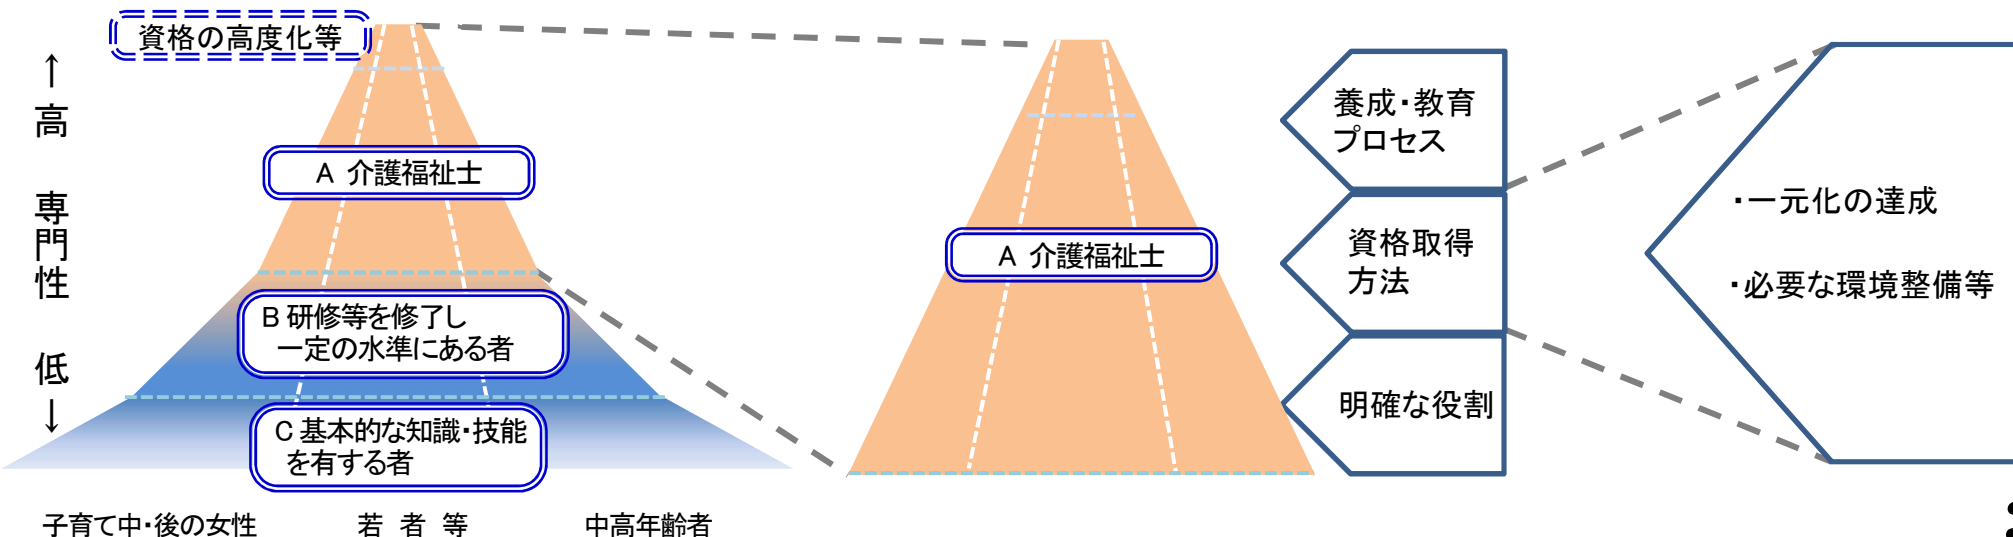 資格の高度化等
↑
高
専
門
性
低
↓
A 介護福祉士
B 研修等を修了し
一定の水準にある者
C 基本的な知識・技能
を有する者
子育て中・後の女性
若 者 等
中高年齢者
A 介護福祉士
養成・教育
プロセス
資格取得
方法
明確な役割
・一元化の達成
・必要な環境整備等